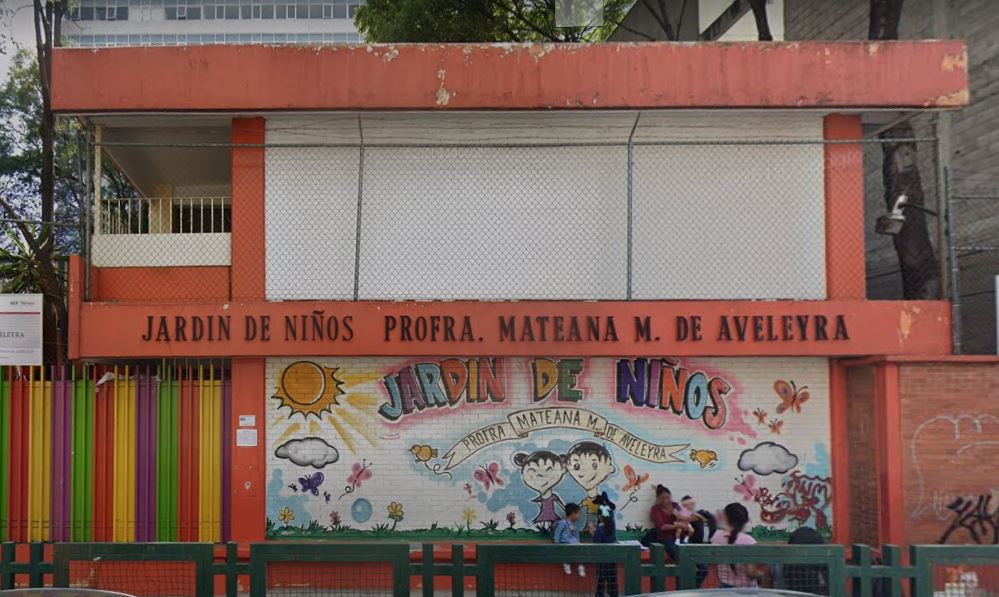 JARDIN DE NIÑOS PROFRA. MATEANA M. DE AVELEYRA
JARDIN DE NIÑOS
PROFRA MATEANA M. DE AVELEYRA